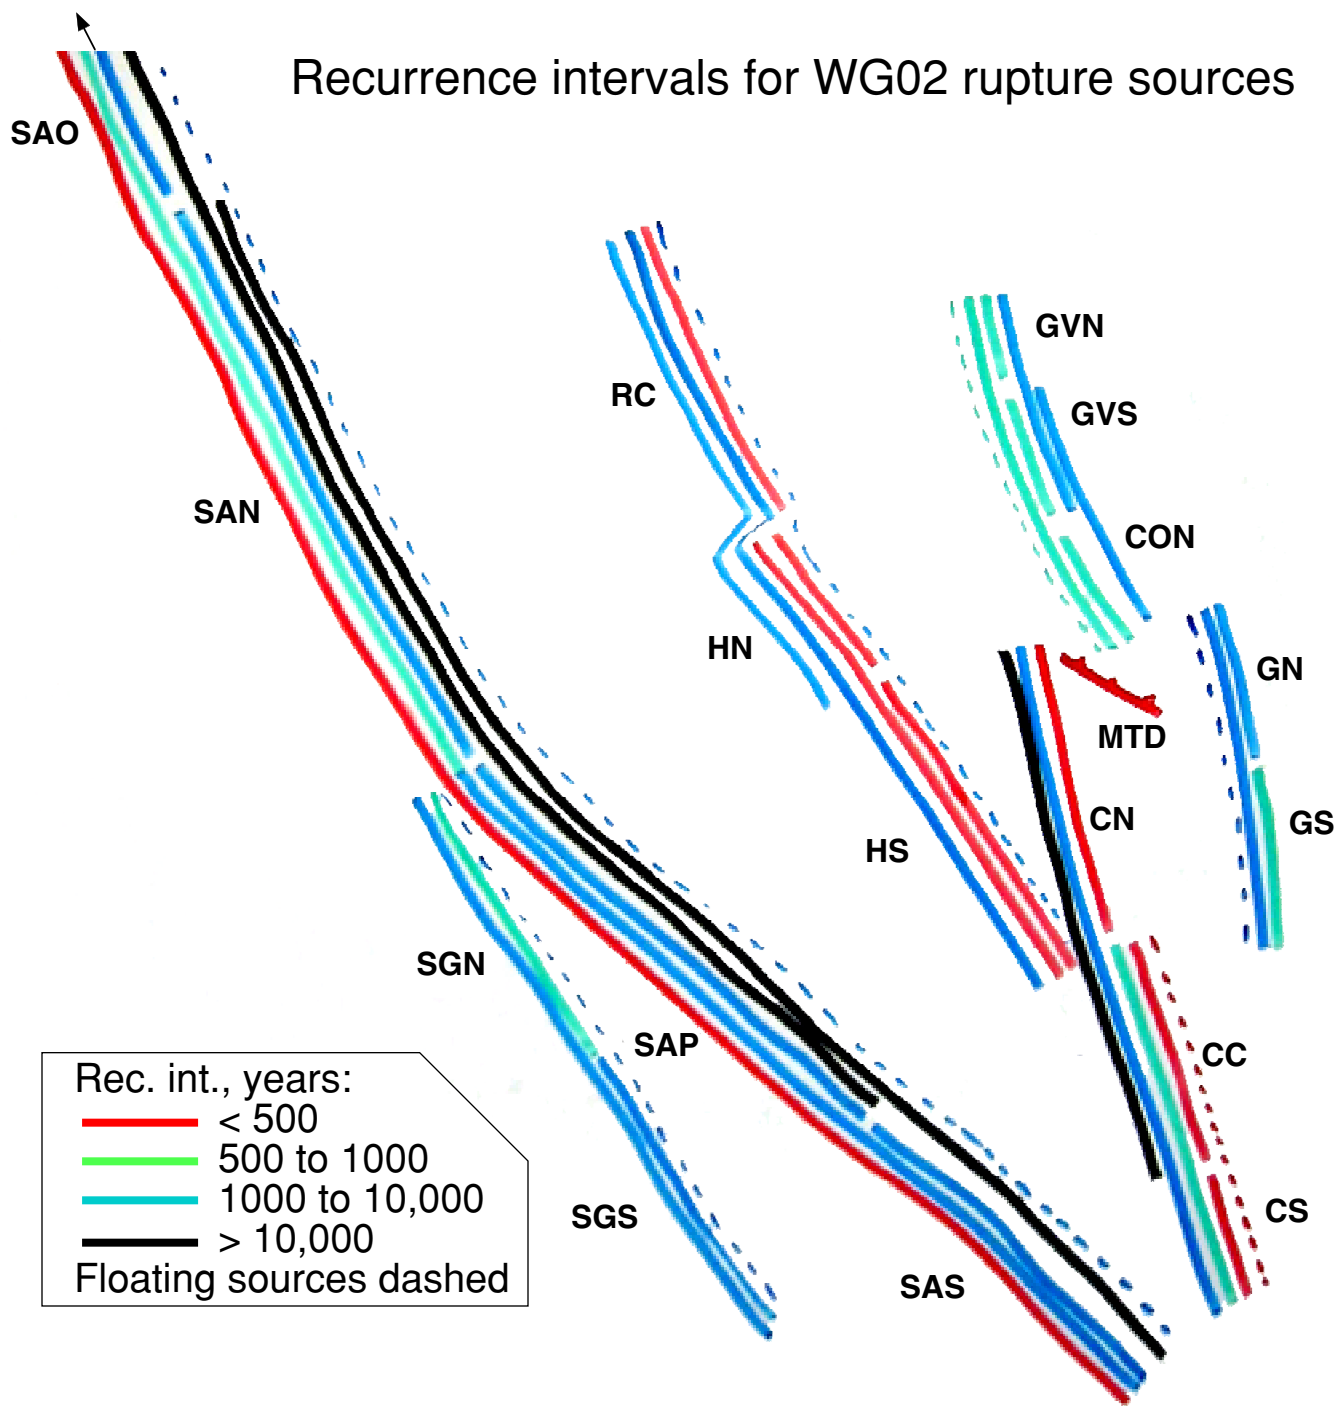 Recurrence intervals for WG02 rupture sources
SAO
GVN
RC
GVS
SAN
CON
HN
GN
MTD
CN
GS
HS
SGN
SAP
CC
Rec. int., years:
< 500
500 to 1000
1000 to 10,000
> 10,000
Floating sources dashed
SGS
CS
SAS